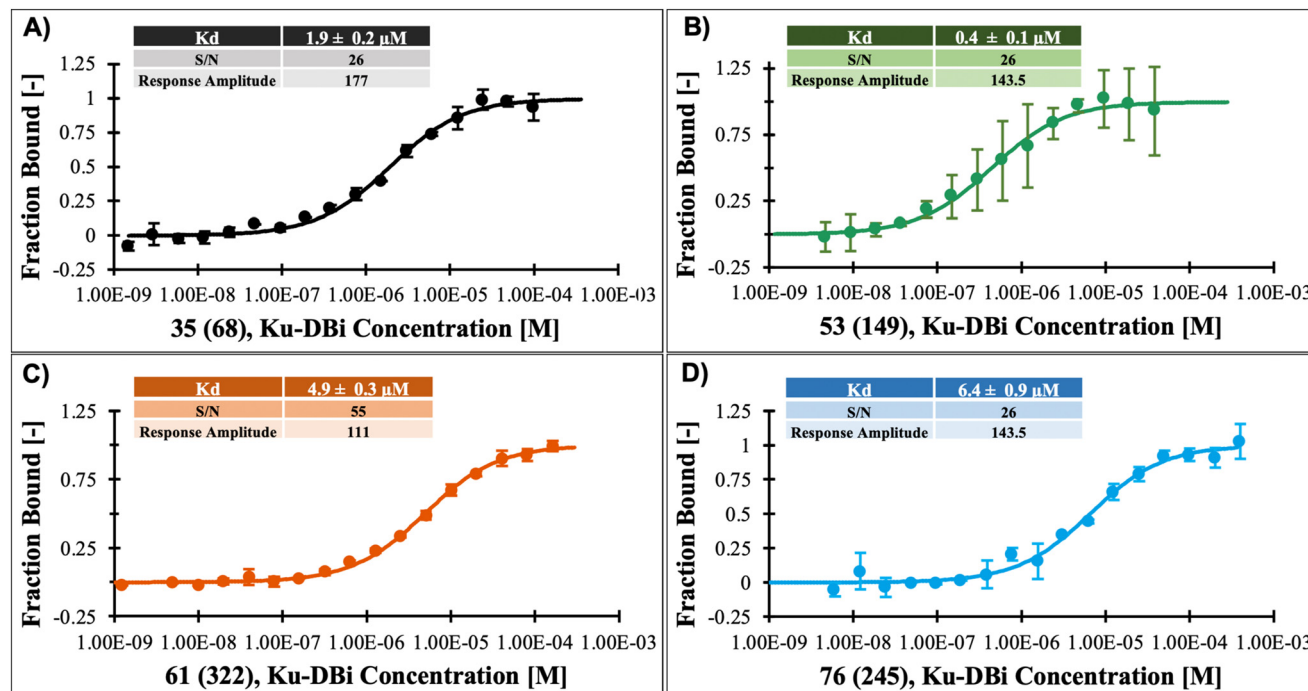 A)
Kd 1.9 ± 0.2 μM
S/N 26
Response Amplitude 177
Fraction Bound [-]
1.25
1
0.75
0.5
0.25
0
-0.25
1.00E-09 1.00E-08 1.00E-07 1.00E-06 1.00E-05 1.00E-04 1.00E-03
35 (68), Ku-DBi Concentration [M]
B)
Kd 0.4 ± 0.1 μM
S/N 26
Response Amplitude 143.5
Fraction Bound [-]
1.25
1
0.75
0.5
0.25
0
-0.25
1.00E-09 1.00E-08 1.00E-07 1.00E-06 1.00E-05 1.00E-04 1.00E-03
53 (149), Ku-DBi Concentration [M]
C)
Kd 4.9 ± 0.3 μM
S/N 55
Response Amplitude 111
Fraction Bound [-]
1.25
1
0.75
0.5
0.25
0
-0.25
1.00E-09 1.00E-08 1.00E-07 1.00E-06 1.00E-05 1.00E-04 1.00E-03
61 (322), Ku-DBi Concentration [M]
D)
Kd 6.4 ± 0.9 μM
S/N 26
Response Amplitude 143.5
Fraction Bound [-]
1.25
1
0.75
0.5
0.25
0
-0.25
1.00E-09 1.00E-08 1.00E-07 1.00E-06 1.00E-05 1.00E-04 1.00E-03
76 (245), Ku-DBi Concentration [M]